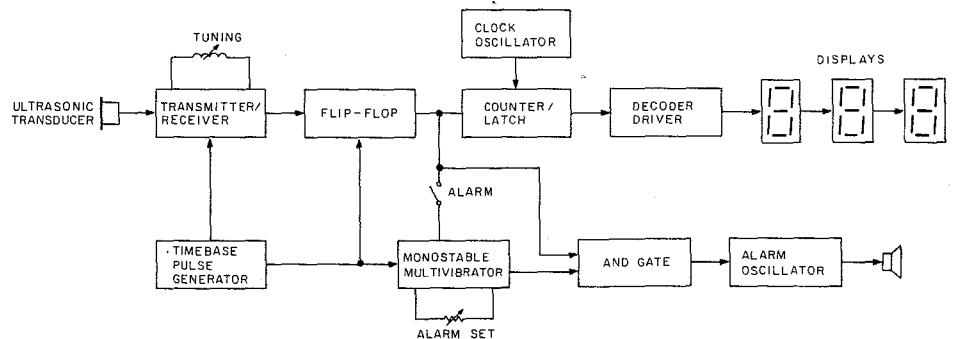 TUNING
CLOCK
OSCILLATOR
DISPLAYS
ULTRASONIC
TRANSDUCER
TRANSMITTER/
RECEIVER
FLIP-FLOP
COUNTER/
LATCH
DECODER
DRIVER
ALARM
TIMEBASE
PULSE
GENERATOR
MONOSTABLE
MULTIVIBRATOR
AND GATE
ALARM
OSCILLATOR
ALARM SET